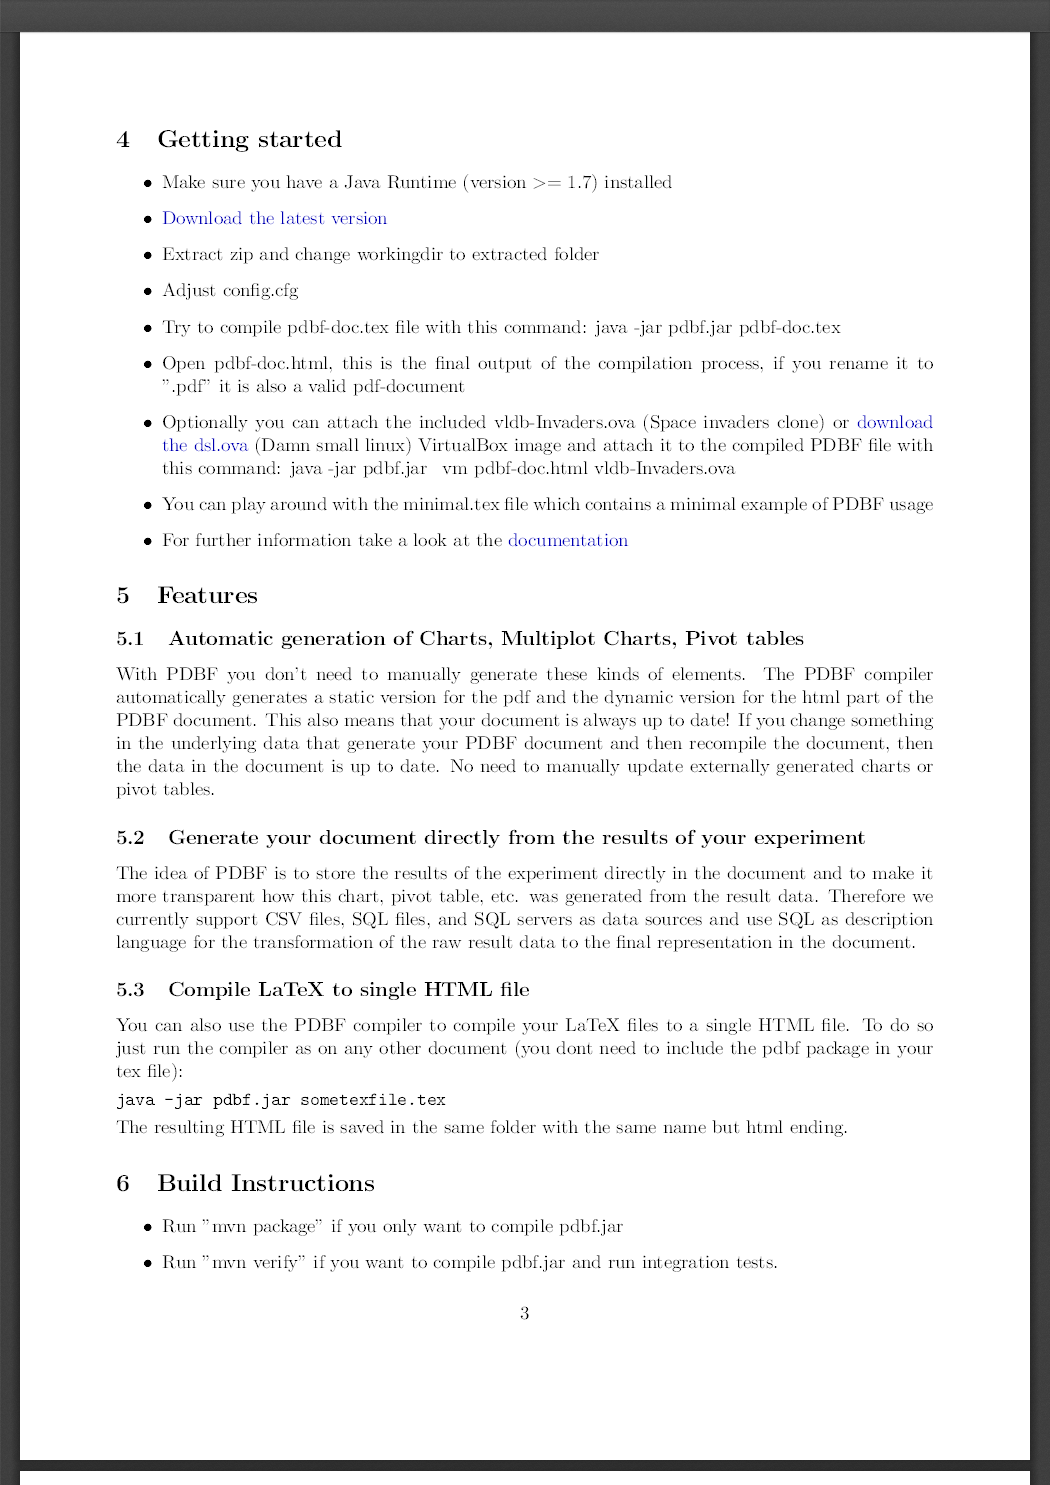 4 Getting started
• Make sure you have a Java Runtime (version >= 1.7) installed
• Download the latest version
• Extract zip and change workingdir to extracted folder
• Adjust config.cfg
• Try to compile pdbf-doc.tex file with this command: java -jar pdbf.jar pdbf-doc.tex
• Open pdbf-doc.html, this is the final output of the compilation process, if you rename it to
”.pdf” it is also a valid pdf-document
• Optionally you can attach the included vldb-Invaders.ova (Space invaders clone) or download
the dsl.ova (Damn small linux) VirtualBox image and attach it to the compiled PDBF file with
this command: java -jar pdbf.jar vm pdbf-doc.html vldb-Invaders.ova
• You can play around with the minimal.tex file which contains a minimal example of PDBF usage
• For further information take a look at the documentation
5 Features
5.1 Automatic generation of Charts, Multiplot Charts, Pivot tables
With PDBF you don't need to manually generate these kinds of elements. The PDBF compiler
automatically generates a static version for the pdf and the dynamic version for the html part of the
PDBF document. This also means that your document is always up to date! If you change something
in the underlying data that generate your PDBF document and then recompile the document, then
the data in the document is up to date. No need to manually update externally generated charts or
pivot tables.
5.2 Generate your document directly from the results of your experiment
The idea of PDBF is to store the results of the experiment directly in the document and to make it
more transparent how this chart, pivot table, etc. was generated from the result data. Therefore we
currently support CSV files, SQL files, and SQL servers as data sources and use SQL as description
language for the transformation of the raw result data to the final representation in the document.
5.3 Compile LaTeX to single HTML file
You can also use the PDBF compiler to compile your LaTeX files to a single HTML file. To do so
just run the compiler as on any other document (you dont need to include the pdbf package in your
tex file):
java -jar pdbf.jar sometexfile.tex
The resulting HTML file is saved in the same folder with the same name but html ending.
6 Build Instructions
• Run ”mvn package” if you only want to compile pdbf.jar
• Run ”mvn verify” if you want to compile pdbf.jar and run integration tests.
3